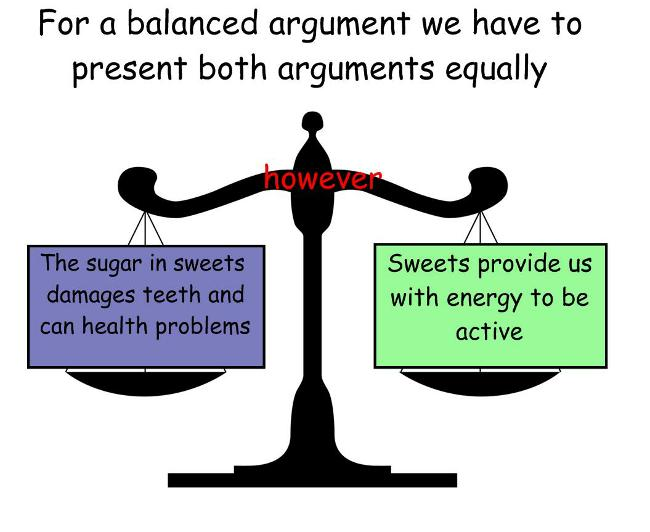 For a balanced argument we have to
present both arguments equally
however
The sugar in sweets
damages teeth and
can health problems
Sweets provide us
with energy to be
active